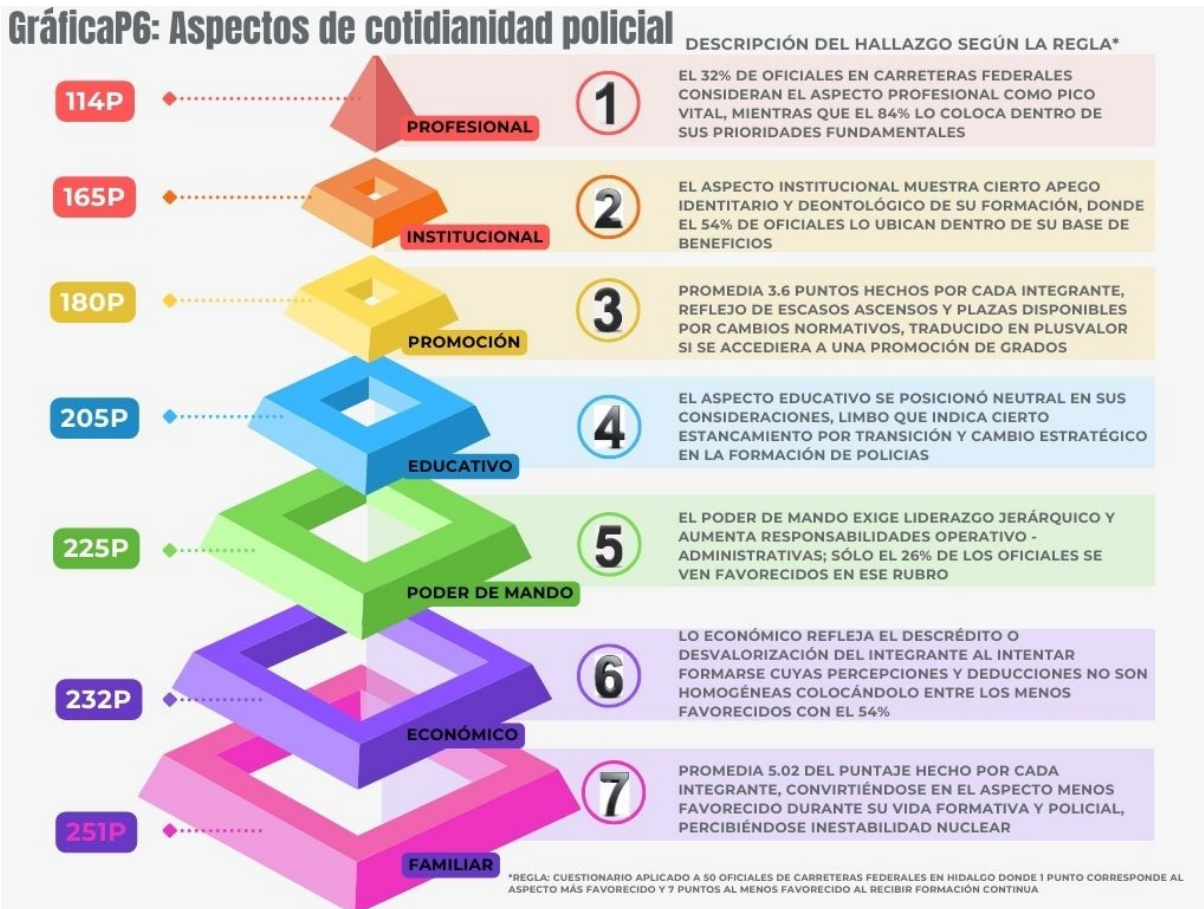 GráficaP6: Aspectos de cotidianidad policial
DESCRIPCIÓN DEL HALLAZGO SEGÚN LA REGLA*
114P
PROFESIONAL
1
EL 32% DE OFICIALES EN CARRETERAS FEDERALES
CONSIDERAN EL ASPECTO PROFESIONAL COMO PICO
VITAL, MIENTRAS QUE EL 84% LO COLOCA DENTRO DE
SUS PRIORIDADES FUNDAMENTALES
165P
INSTITUCIONAL
2
EL ASPECTO INSTITUCIONAL MUESTRA CIERTO APEGO
IDENTITARIO Y DEONTOLÓGICO DE SU FORMACIÓN, DONDE
EL 54% DE OFICIALES LO UBICAN DENTRO DE SU BASE DE
BENEFICIOS
180P
PROMOCIÓN
3
PROMEDIA 3.6 PUNTOS HECHOS POR CADA INTEGRANTE,
REFLEJO DE ESCASOS ASCENSOS Y PLAZAS DISPONIBLES
POR CAMBIOS NORMATIVOS, TRADUCIDO EN PLUSVALOR
SI SE ACCEDIERA A UNA PROMOCIÓN DE GRADOS
205P
EDUCATIVO
4
EL ASPECTO EDUCATIVO SE POSICIONÓ NEUTRAL EN SUS
CONSIDERACIONES, LIMBO QUE INDICA CIERTO
ESTANCAMIENTO POR TRANSICIÓN Y CAMBIO ESTRATÉGICO
EN LA FORMACIÓN DE POLICIAS
225P
PODER DE MANDO
5
EL PODER DE MANDO EXIGE LIDERAZGO JERÁRQUICO Y
AUMENTA RESPONSABILIDADES OPERATIVO -
ADMINISTRATIVAS; SÓLO EL 26% DE LOS OFICIALES SE
VEN FAVORECIDOS EN ESE RUBRO
232P
ECONÓMICO
6
LO ECONÓMICO REFLEJA EL DESCRÉDITO O
DESVALORIZACIÓN DEL INTEGRANTE AL INTENTAR
FORMARSE CUYAS PERCEPCIONES Y DEDUCCIONES NO SON
HOMOGÉNEAS COLOCÁNDOLO ENTRE LOS MENOS
FAVORECIDOS CON EL 54%
251P
FAMILIAR
7
PROMEDIA 5.02 DEL PUNTAJE HECHO POR CADA
INTEGRANTE, CONVIRTIÉNDOSE EN EL ASPECTO MENOS
FAVORECIDO DURANTE SU VIDA FORMATIVA Y POLICIAL,
PERCIBIÉNDOSE INESTABILIDAD NUCLEAR
*REGLA: CUESTIONARIO APLICADO A 50 OFICIALES DE CARRETERAS FEDERALES EN HIDALGO DONDE 1 PUNTO CORRESPONDE AL
ASPECTO MÁS FAVORECIDO Y 7 PUNTOS AL MENOS FAVORECIDO AL RECIBIR FORMACIÓN CONTINUA